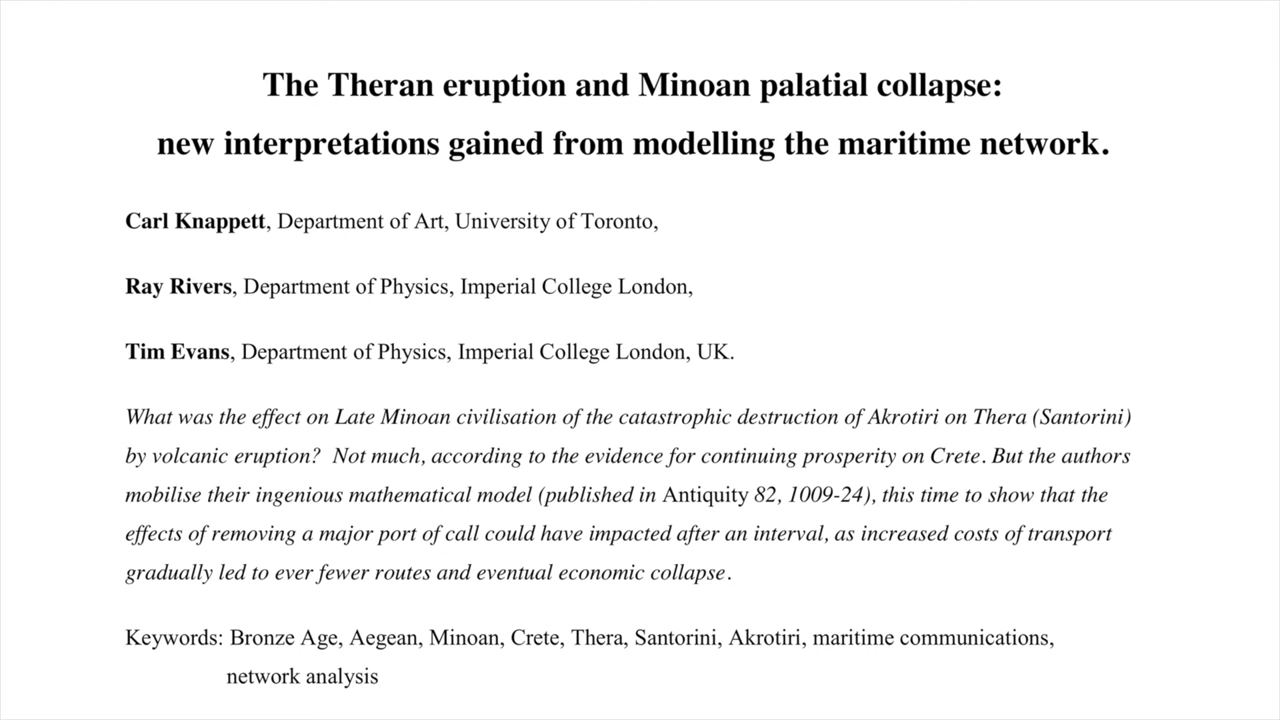 The Theran eruption and Minoan palatial collapse:
new interpretations gained from modelling the maritime network.
Carl Knappett, Department of Art, University of Toronto,
Ray Rivers, Department of Physics, Imperial College London,
Tim Evans, Department of Physics, Imperial College London, UK.
What was the effect on Late Minoan civilisation of the catastrophic destruction of Akrotiri on Thera (Santorini)
by volcanic eruption? Not much, according to the evidence for continuing prosperity on Crete. But the authors
mobilise their ingenious mathematical model (published in Antiquity 82, 1009-24), this time to show that the
effects of removing a major port of call could have impacted after an interval, as increased costs of transport
gradually led to ever fewer routes and eventual economic collapse.
Keywords: Bronze Age, Aegean, Minoan, Crete, Thera, Santorini, Akrotiri, maritime communications,
network analysis